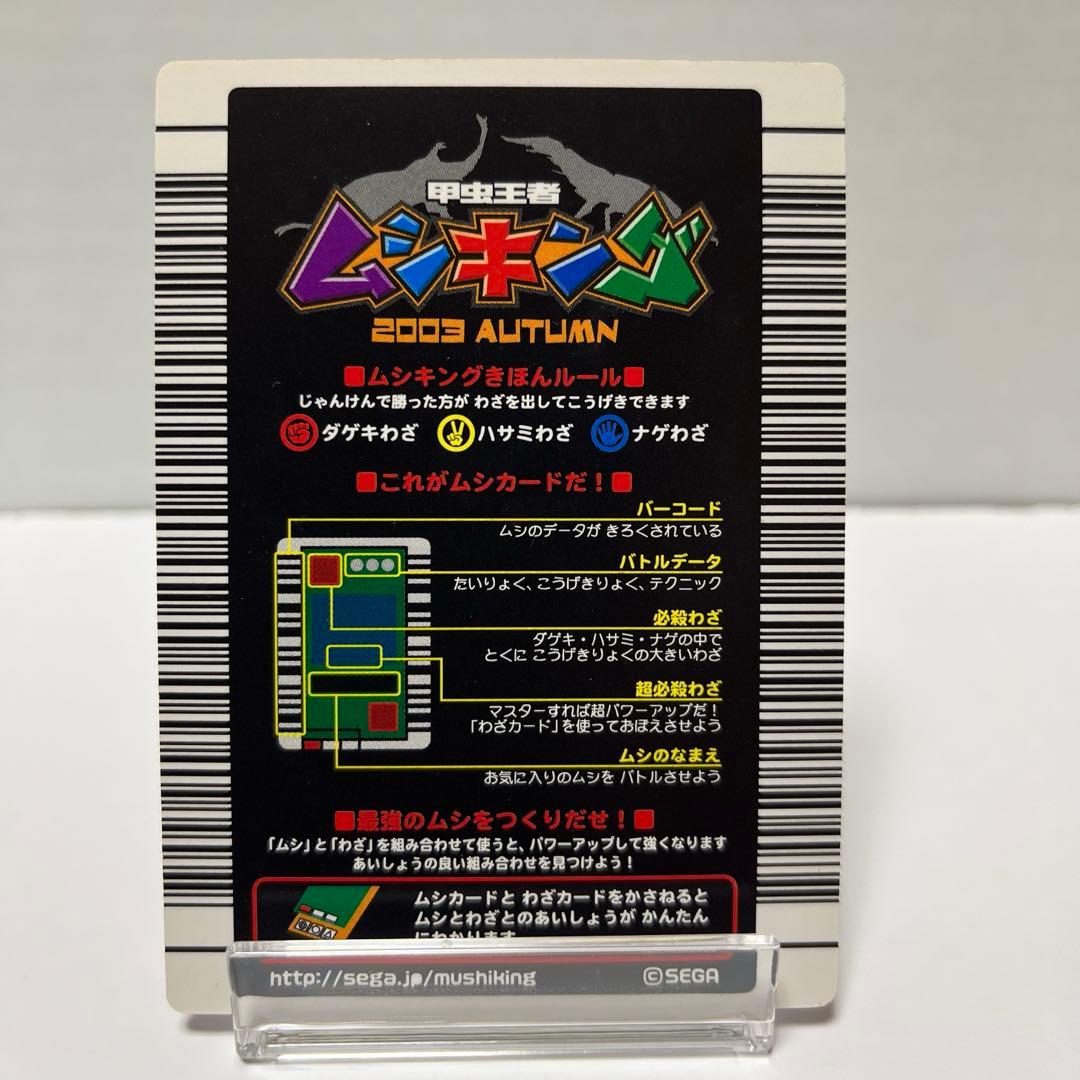 甲虫王者
ムシキング
2003 AUTUMN
■ムシキングきほんルール■
じゃんけんで勝った方が わざを出してこうげきできます
ダゲキわざ ハサミわざ ナゲわざ
■これがムシカードだ！■
バーコード
ムシのデータが きろくされている
バトルデータ
たいりょく、こうげきりょく、テクニック
必殺わざ
ダゲキ・ハサミ・ナゲの中で
とくに こうげきりょくの大きいわざ
超必殺わざ
マスターすれば超パワーアップだ！
「わざカード」を使っておぼえさせよう
ムシのなまえ
お気に入りのムシを バトルさせよう
■最強のムシをつくりだせ！■
「ムシ」と「わざ」を組み合わせて使うと、パワーアップして強くなります
あいしょうの良い組み合わせを見つけよう！
ムシカードと わざカードをかさねると
ムシとわざとのあいしょうが かんたん
にわかります
http://sega.jp/mushiking
©SEGA